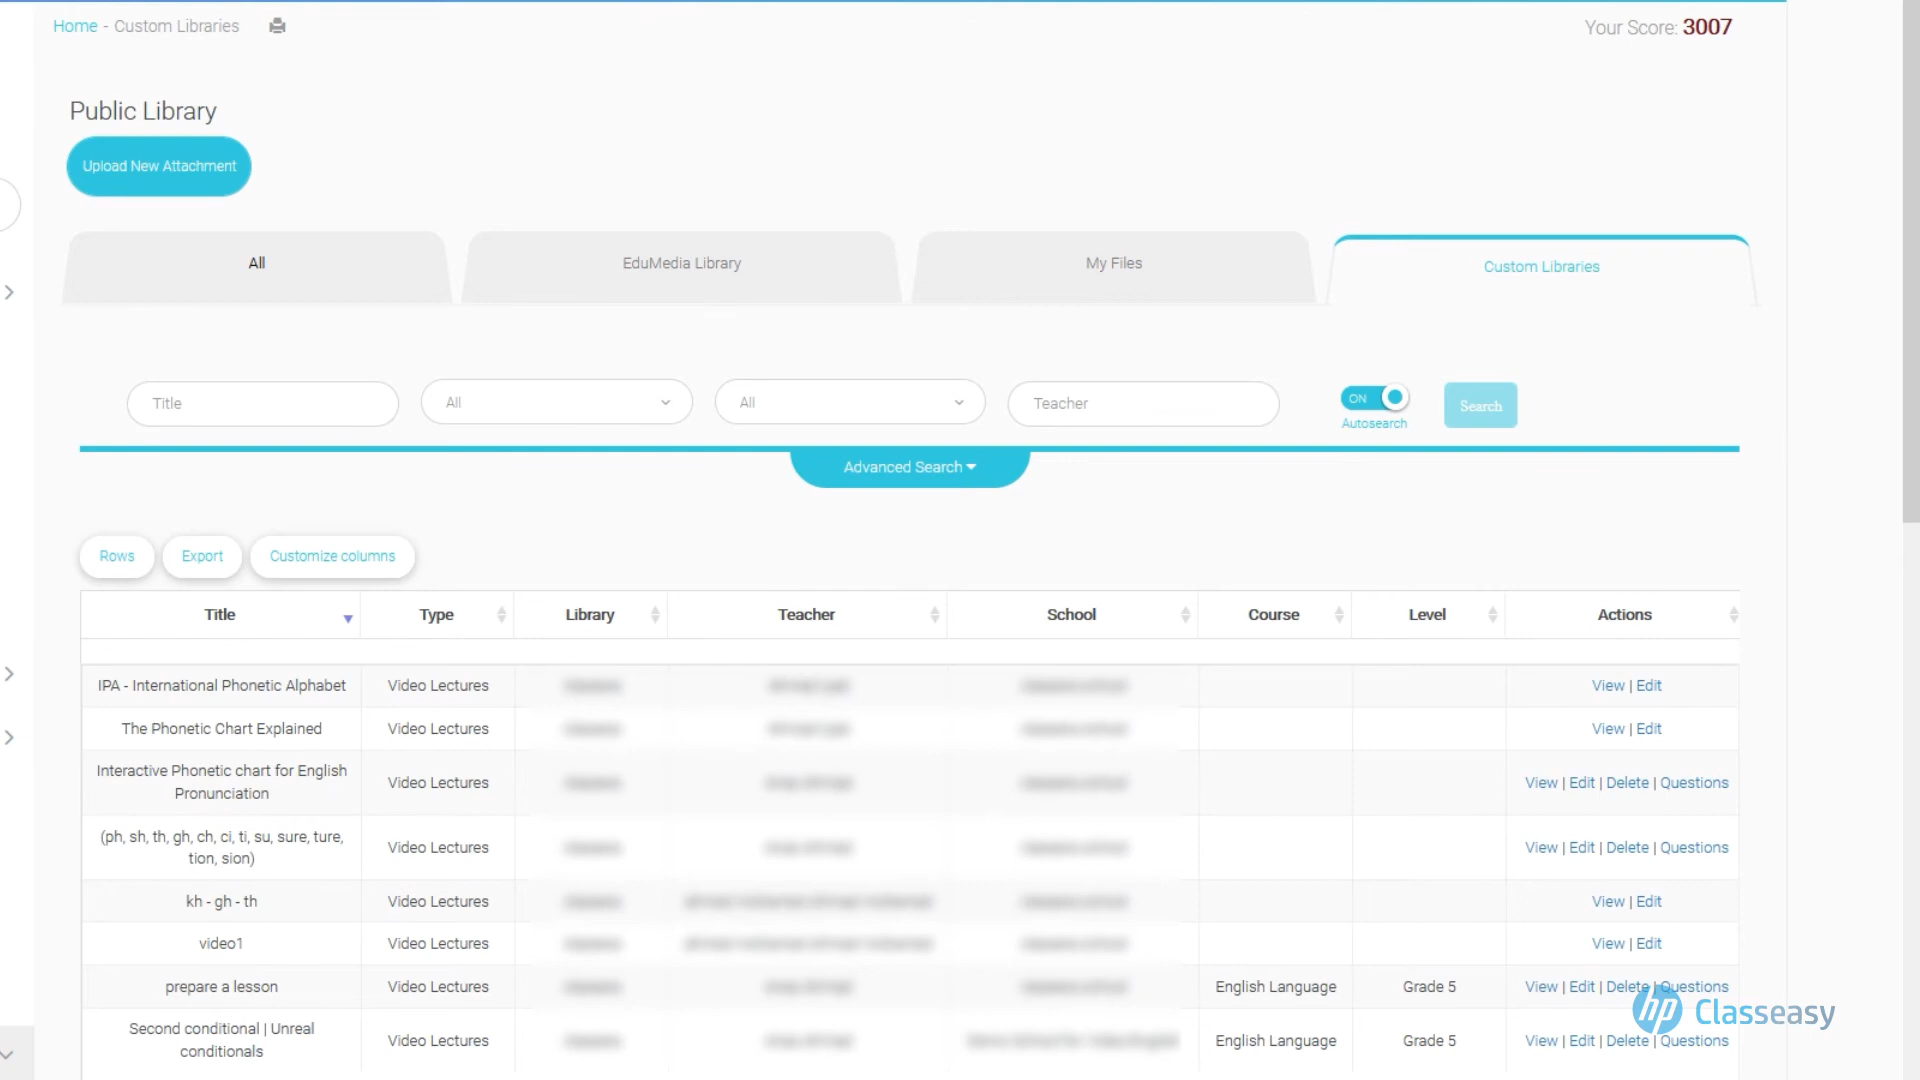 Home - Custom Libraries
Your Score: 3007
Public Library
Upload New Attachment
All
EduMedia Library
My Files
Custom Libraries
Title
All
All
Teacher
ON
Autosearch
Search
Advanced Search
Rows
Export
Customize columns
Title Type Library Teacher School Course Level Actions
IPA - International Phonetic Alphabet Video Lectures View | Edit
The Phonetic Chart Explained Video Lectures View | Edit
Interactive Phonetic chart for English
Pronunciation
Video Lectures View | Edit | Delete | Questions
(ph, sh, th, gh, ch, ci, ti, su, sure, ture,
tion, sion)
Video Lectures View | Edit | Delete | Questions
kh - gh - th Video Lectures View | Edit
video1 Video Lectures View | Edit
prepare a lesson Video Lectures English Language Grade 5 View | Edit | Delete | Questions
Second conditional | Unreal
conditionals
Video Lectures English Language Grade 5 View | Edit | Delete | Questions
hp Classeasy